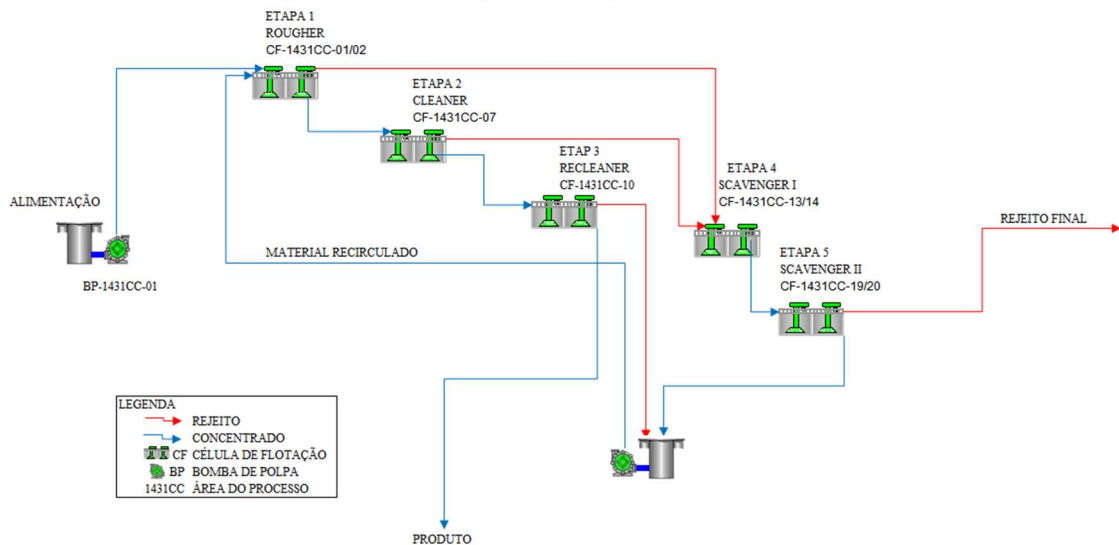 ETAPA 1
ROUGHER
CF-1431CC-01/02
ETAPA 2
CLEANER
CF-1431CC-07
ETAP 3
RECLEANER
CF-1431CC-10
ETAPA 4
SCAVENGER I
CF-1431CC-13/14
ALIMENTAÇÃO
REJEITO FINAL
MATERIAL RECIRCULADO
ETAPA 5
SCAVENGER II
CF-1431CC-19/20
BP-1431CC-01
LEGENDA
REJEITO
CONCENTRADO
CF CÉLULA DE FLOTAÇÃO
BP BOMBA DE POLPA
1431CC ÁREA DO PROCESSO
PRODUTO